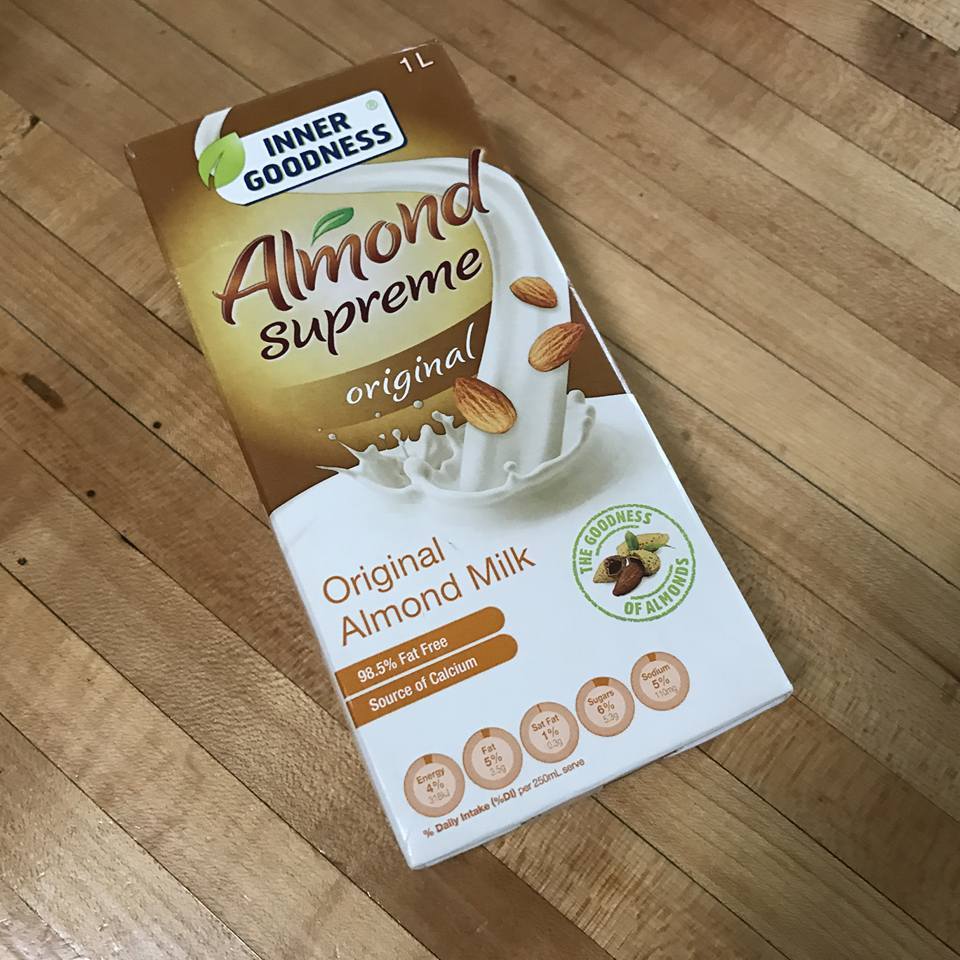 1 L
INNER
GOODNESS®
Almond
supreme
original
Original
Almond Milk
THE GOODNESS
OF ALMONDS
98.5% Fat Free
Source of Calcium
Energy
4%
318kJ
Fat
5%
3.5g
Sat Fat
1%
0.3g
Sugars
6%
5.3g
Sodium
5%
110mg
% Daily Intake (%DI) per 250mL serve